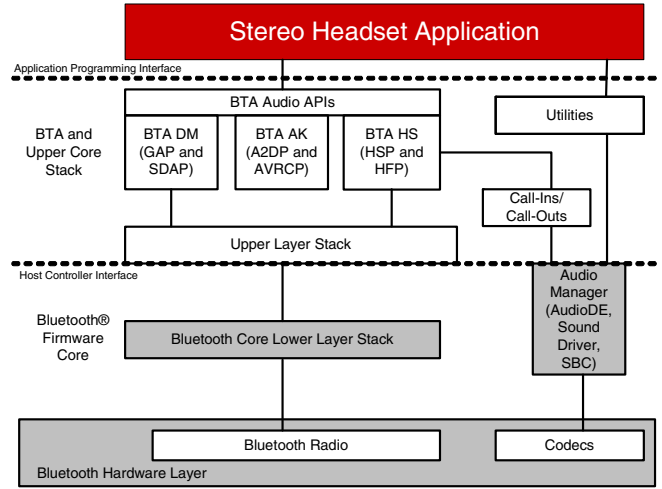 Stereo Headset Application
Application Programming Interface
BTA Audio APIs
BTA and
Upper Core
Stack
BTA DM
(GAP and
SDAP)
BTA AK
(A2DP and
AVRCP)
BTA HS
(HSP and
HFP)
Utilities
Call-Ins/
Call-Outs
Upper Layer Stack
Host Controller Interface
Audio
Manager
(AudioDE,
Sound
Driver,
SBC)
Bluetooth®
Firmware
Core
Bluetooth Core Lower Layer Stack
Bluetooth Radio
Codecs
Bluetooth Hardware Layer